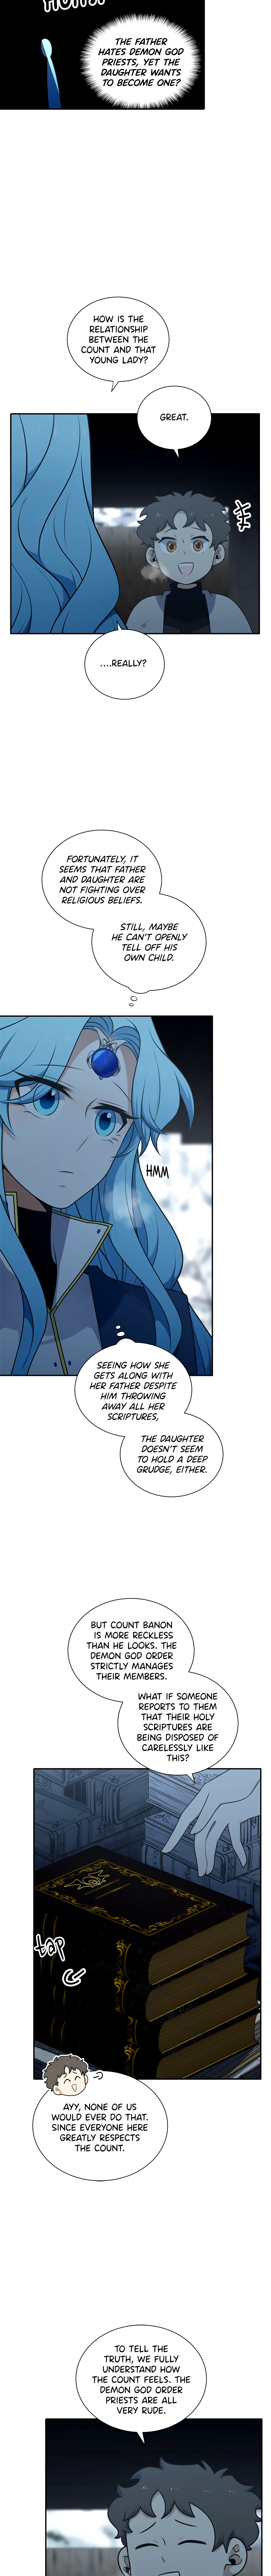 THE FATHER
HATES DEMON GOD
PRIESTS, YET THE
DAUGHTER WANTS
TO BECOME ONE?
HOW IS THE
RELATIONSHIP
BETWEEN THE
COUNT AND THAT
YOUNG LADY?
GREAT.
....REALLY?
FORTUNATELY, IT
SEEMS THAT FATHER
AND DAUGHTER ARE
NOT FIGHTING OVER
RELIGIOUS BELIEFS.
STILL, MAYBE
HE CAN'T OPENLY
TELL OFF HIS
OWN CHILD.
HMM
SEEING HOW SHE
GETS ALONG WITH
HER FATHER DESPITE
HIM THROWING
AWAY ALL HER
SCRIPTURES,
THE DAUGHTER
DOESN'T SEEM
TO HOLD A DEEP
GRUDGE, EITHER.
BUT COUNT BANON
IS MORE RECKLESS
THAN HE LOOKS. THE
DEMON GOD ORDER
STRICTLY MANAGES
THEIR MEMBERS.
WHAT IF SOMEONE
REPORTS TO THEM
THAT THEIR HOLY
SCRIPTURES ARE
BEING DISPOSED OF
CARELESSLY LIKE
THIS?
tap
AYY, NONE OF US
WOULD EVER DO THAT.
SINCE EVERYONE HERE
GREATLY RESPECTS
THE COUNT.
TO TELL THE
TRUTH, WE FULLY
UNDERSTAND HOW
THE COUNT FEELS. THE
DEMON GOD ORDER
PRIESTS ARE ALL
VERY RUDE.